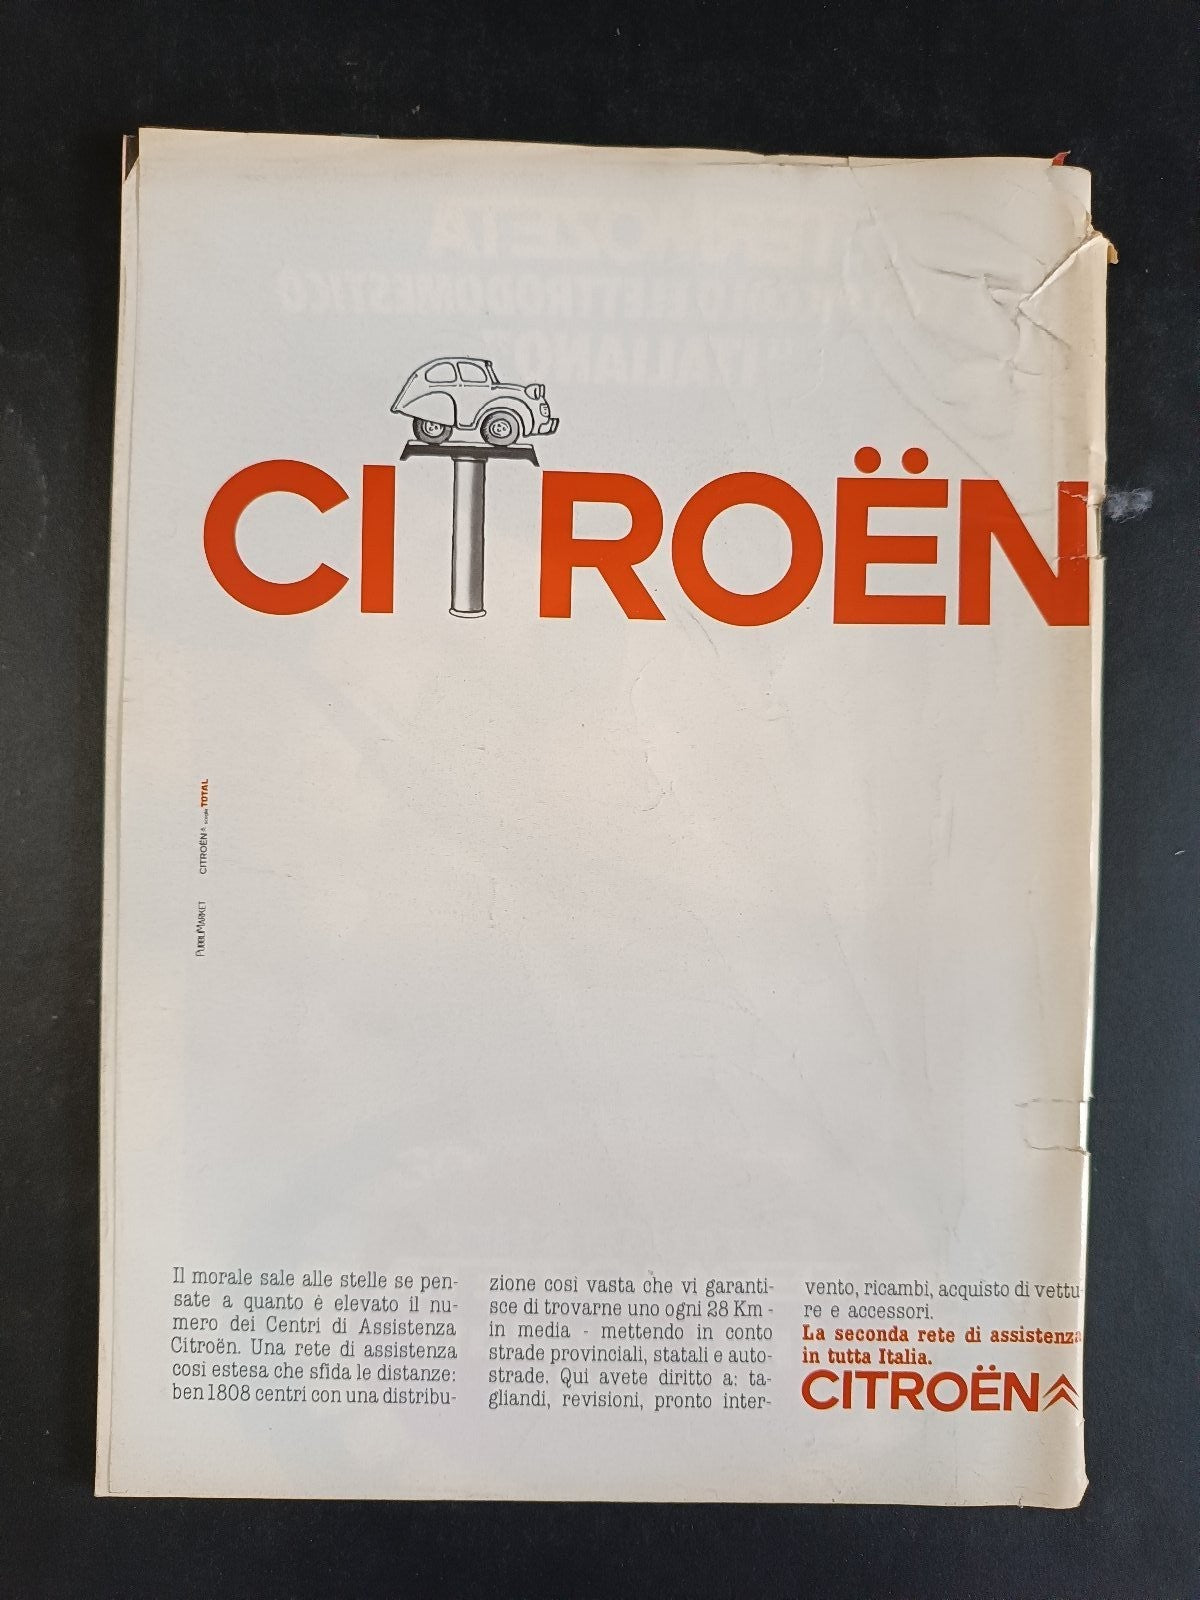 CITROËN
PUBBLIMARKET CITROËN sceglie TOTAL
Il morale sale alle stelle se pen-
sate a quanto è elevato il nu-
mero dei Centri di Assistenza
Citroën. Una rete di assistenza
così estesa che sfida le distanze:
ben 1808 centri con una distribu-
zione così vasta che vi garanti-
sce di trovarne uno ogni 28 Km -
in media - mettendo in conto
strade provinciali, statali e auto-
strade. Qui avete diritto a: ta-
gliandi, revisioni, pronto inter-
vento, ricambi, acquisto di vettu-
re e accessori.
La seconda rete di assistenza
in tutta Italia.
CITROËN